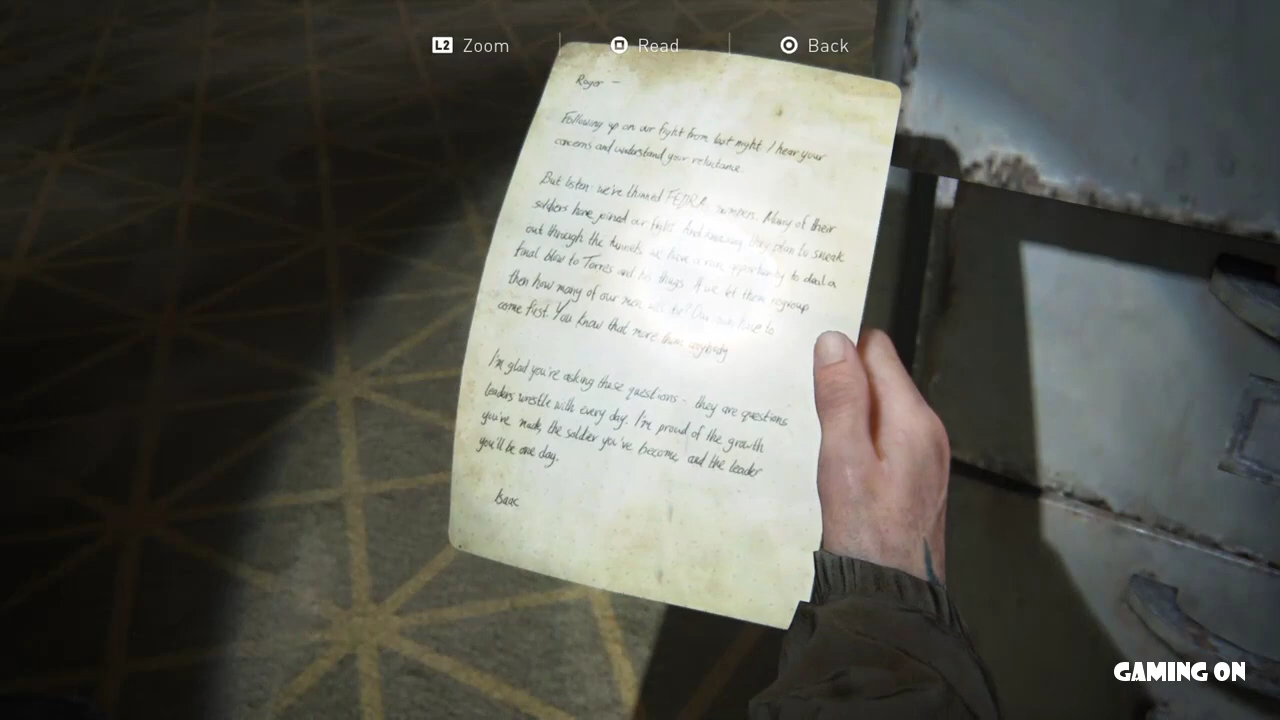 L2 Zoom
Read
Back
Roger -
Following up on our fight from last night. I hear your
concerns and understand your reluctance.
But listen: we've thinned FEDRA numbers. Many of their
soldiers have joined our fight. And knowing their plan to sneak
out through the tunnels we have a rare opportunity to deal a
final blow to Torres and his thugs. If we let them regroup
then how many of our men will die? Our men have to
come first. You know that more than anybody.
I'm glad you're asking these questions - they are questions
leaders wrestle with every day. I'm proud of the growth
you've made, the soldier you've become and the leader
you'll be one day.
Isaac
GAMING ON